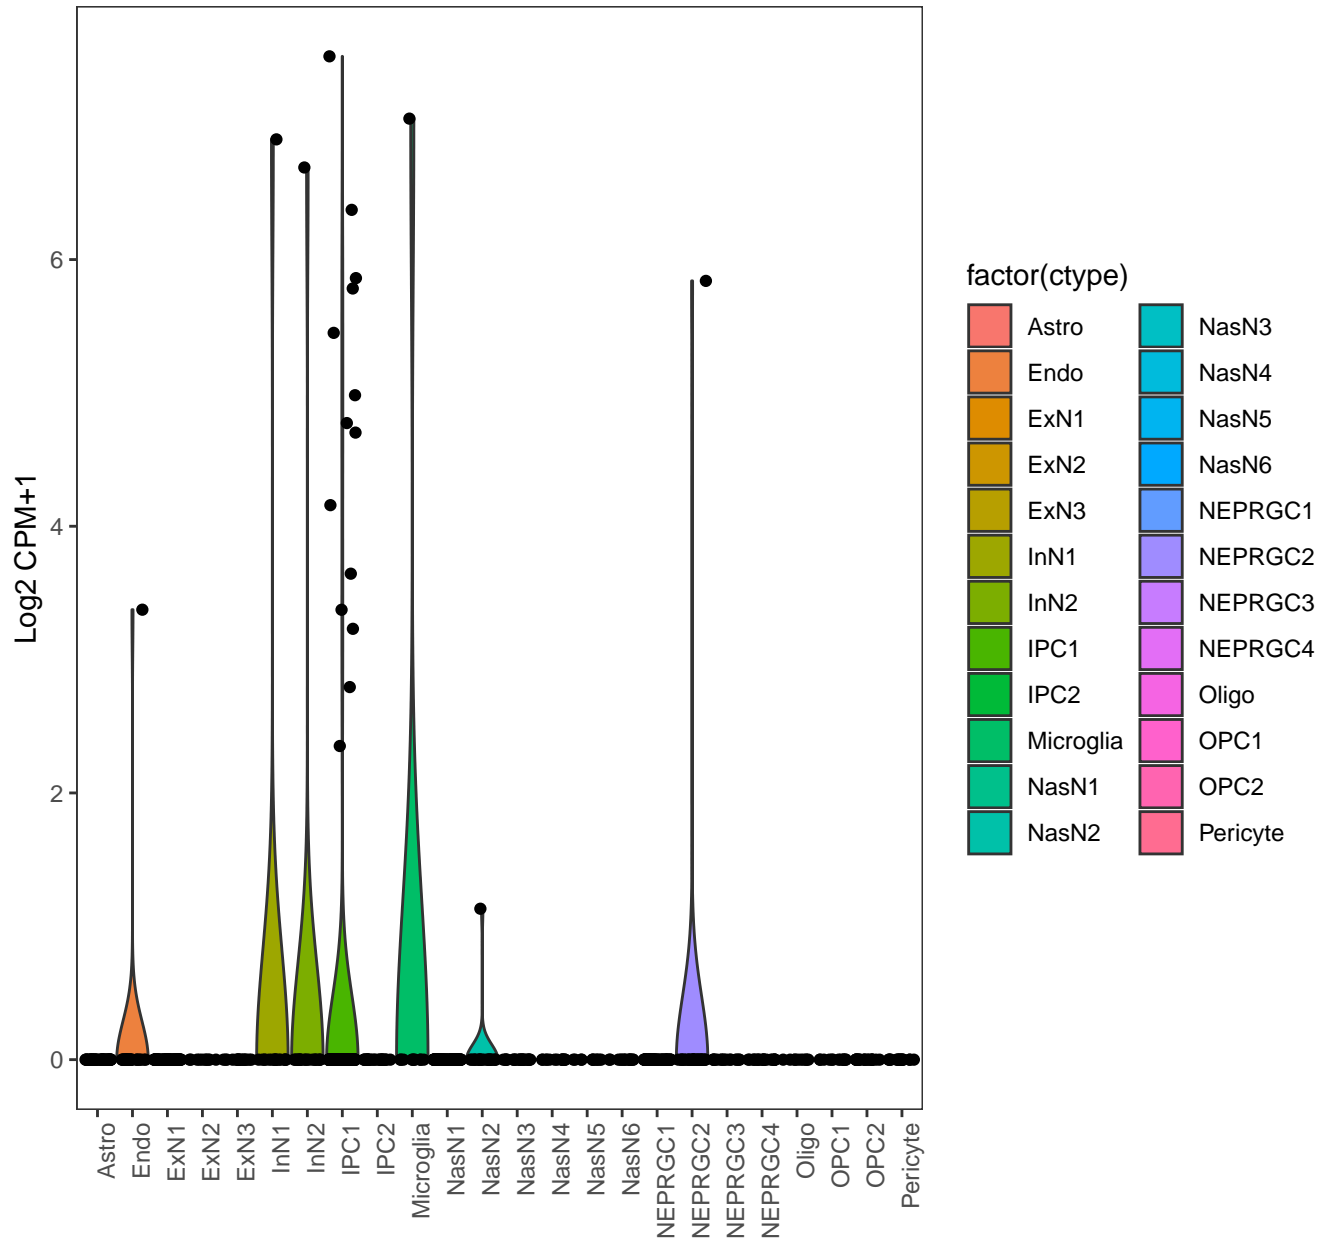 Log2 CPM+1
6
4
2
0
Astro
Endo
ExN1
ExN2
ExN3
InN1
InN2
IPC1
IPC2
Microglia
NasN1
NasN2
NasN3
NasN4
NasN5
NasN6
NEPRGC1
NEPRGC2
NEPRGC3
NEPRGC4
Oligo
OPC1
OPC2
Pericyte
factor(ctype)
Astro
Endo
ExN1
ExN2
ExN3
InN1
InN2
IPC1
IPC2
Microglia
NasN1
NasN2
NasN3
NasN4
NasN5
NasN6
NEPRGC1
NEPRGC2
NEPRGC3
NEPRGC4
Oligo
OPC1
OPC2
Pericyte